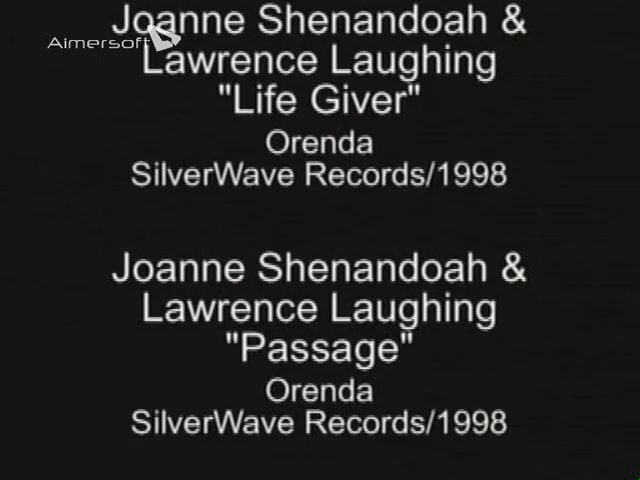 Joanne Shenandoah &
Aimersoft
Lawrence Laughing
"Life Giver"
Orenda
SilverWave Records/1998
Joanne Shenandoah &
Lawrence Laughing
"Passage"
Orenda
SilverWave Records/1998